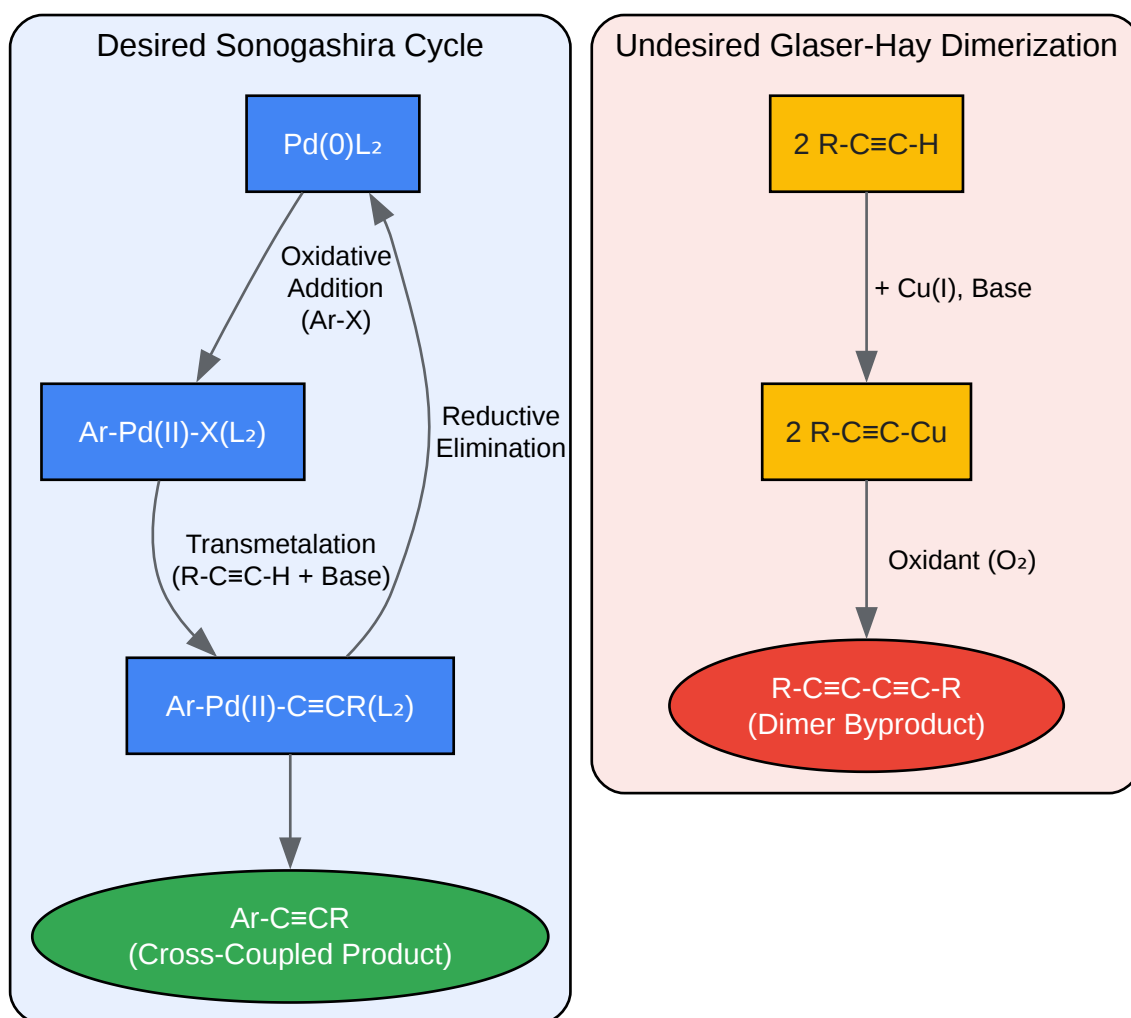 Desired Sonogashira Cycle
Pd(0)L₂
Oxidative
Addition
(Ar-X)
Ar-Pd(II)-X(L₂)
Reductive
Elimination
Transmetalation
(R-C≡C-H + Base)
Ar-Pd(II)-C≡CR(L₂)
Ar-C≡CR
(Cross-Coupled Product)
Undesired Glaser-Hay Dimerization
2 R-C≡C-H
+ Cu(I), Base
2 R-C≡C-Cu
Oxidant (O₂)
R-C≡C-C≡C-R
(Dimer Byproduct)